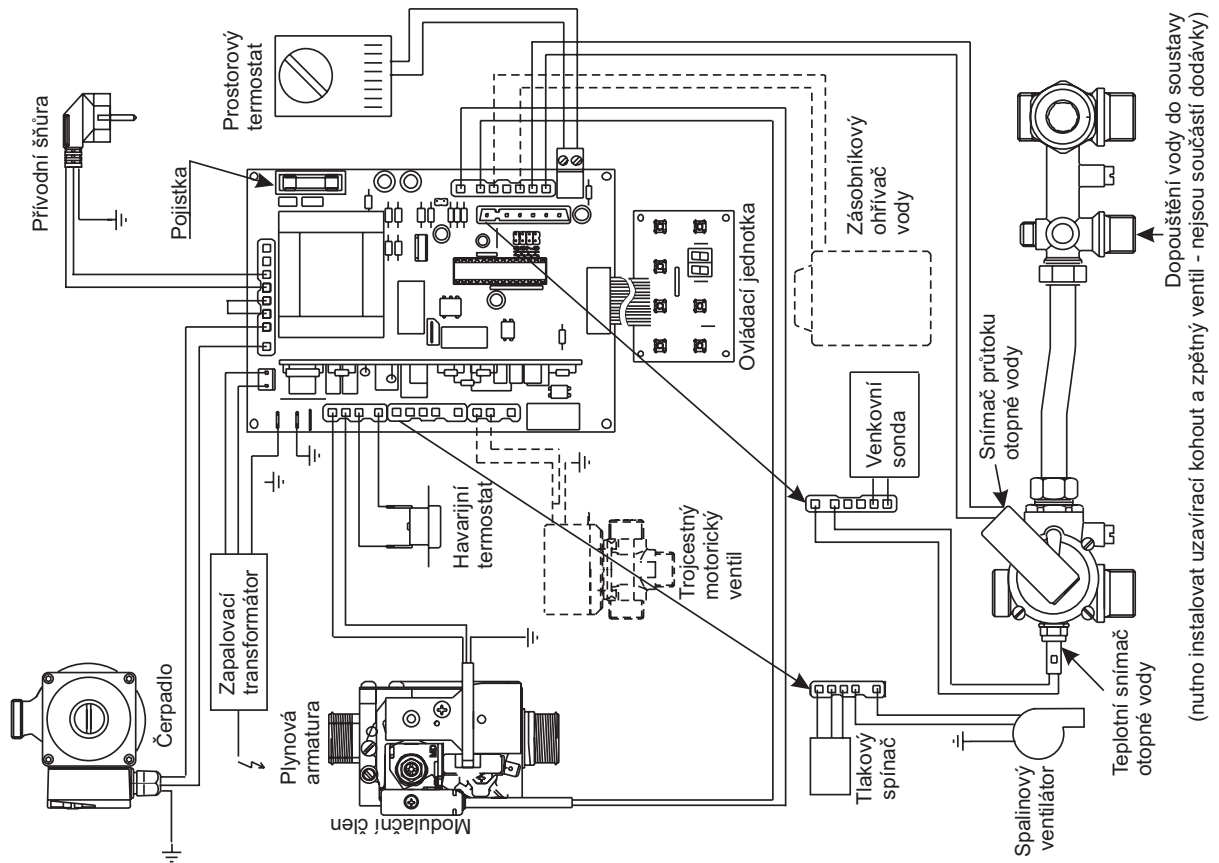 Čerpadlo
Zapalovací
transformátor
Přívodní šňůra
Pojistka
Prostorový
termostat
Plynová
armatura
Modulační člen
Havarijní
termostat
Trojcestný
motorický
ventil
Ovládací jednotka
Zásobníkový
ohřívač
vody
Tlakový
spínač
Spalinový
ventilátor
Venkovní
sonda
Snímač průtoku
otopné vody
Teplotní snímač
otopné vody
Dopouštění vody do soustavy
(nutno instalovat uzavírací kohout a zpětný ventil - nejsou součástí dodávky)